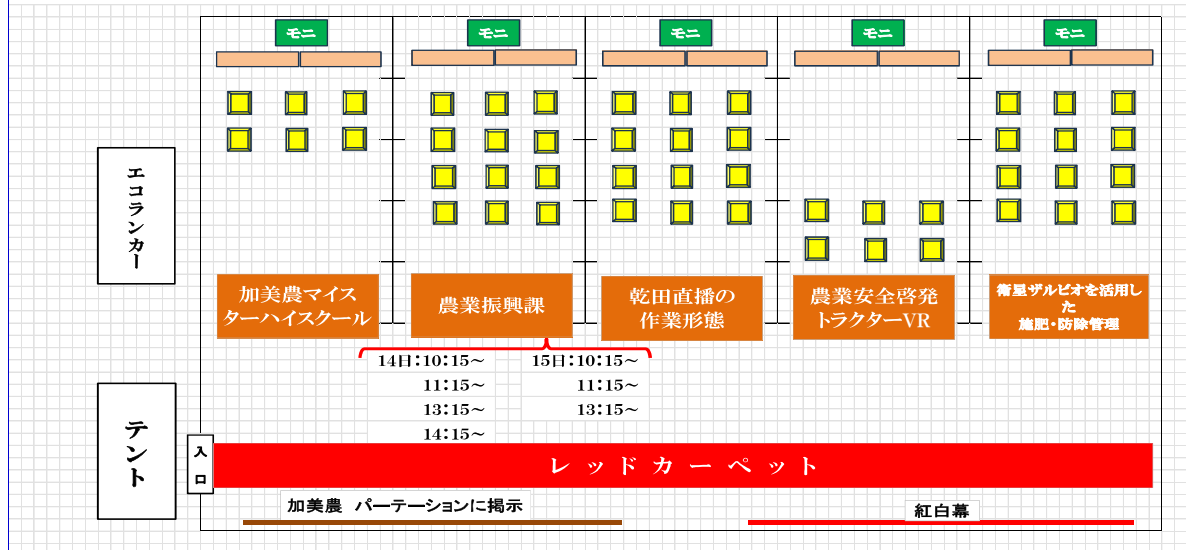 モニ
モニ
モニ
モニ
モニ
エコランカー
加美農マイス
ターハイスクール
農業振興課
乾田直播の
作業形態
農業安全啓発
トラクターVR
衛星ザルビオを活用し
た
施肥・防除管理
14日：10：15～
11：15～
13：15～
14：15～
15日：10：15～
11：15～
13：15～
テント
入口
レッドカーペット
加美農　パーテーションに掲示
紅白幕